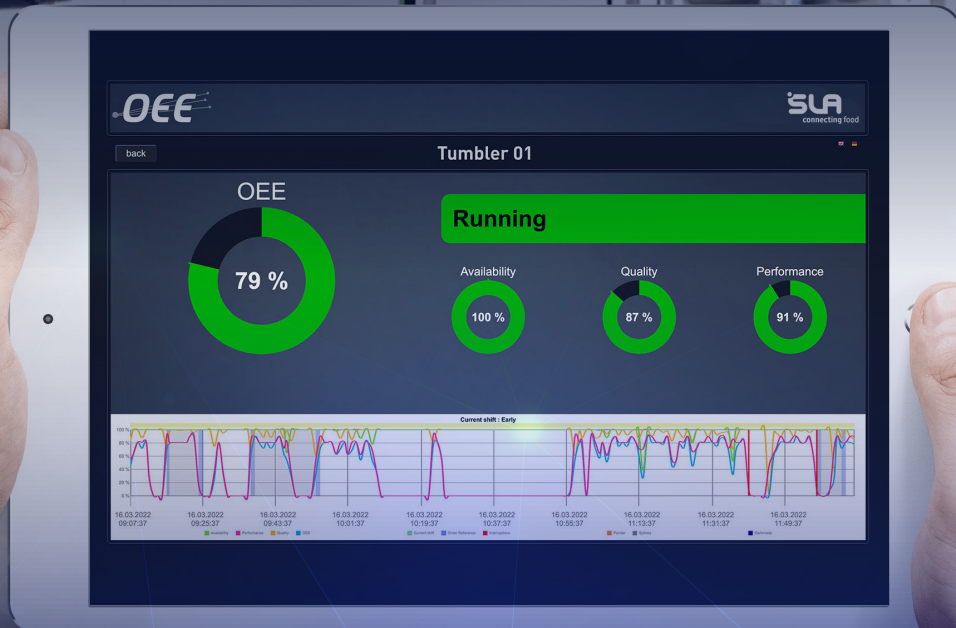 OEE
SLA
connecting food
back
Tumbler 01
OEE
79 %
Running
Availability
100 %
Quality
87 %
Performance
91 %
Current shift : Early
100 %
80 %
60 %
40 %
20 %
0 %
16.03.2022 16.03.2022 16.03.2022 16.03.2022 16.03.2022 16.03.2022 16.03.2022 16.03.2022 16.03.2022 16.03.2022
09:07:37 09:25:37 09:43:37 10:01:37 10:19:37 10:37:37 10:55:37 11:13:37 11:31:37 11:49:37
Availability Performance Quality OEE Current shift Interruptions